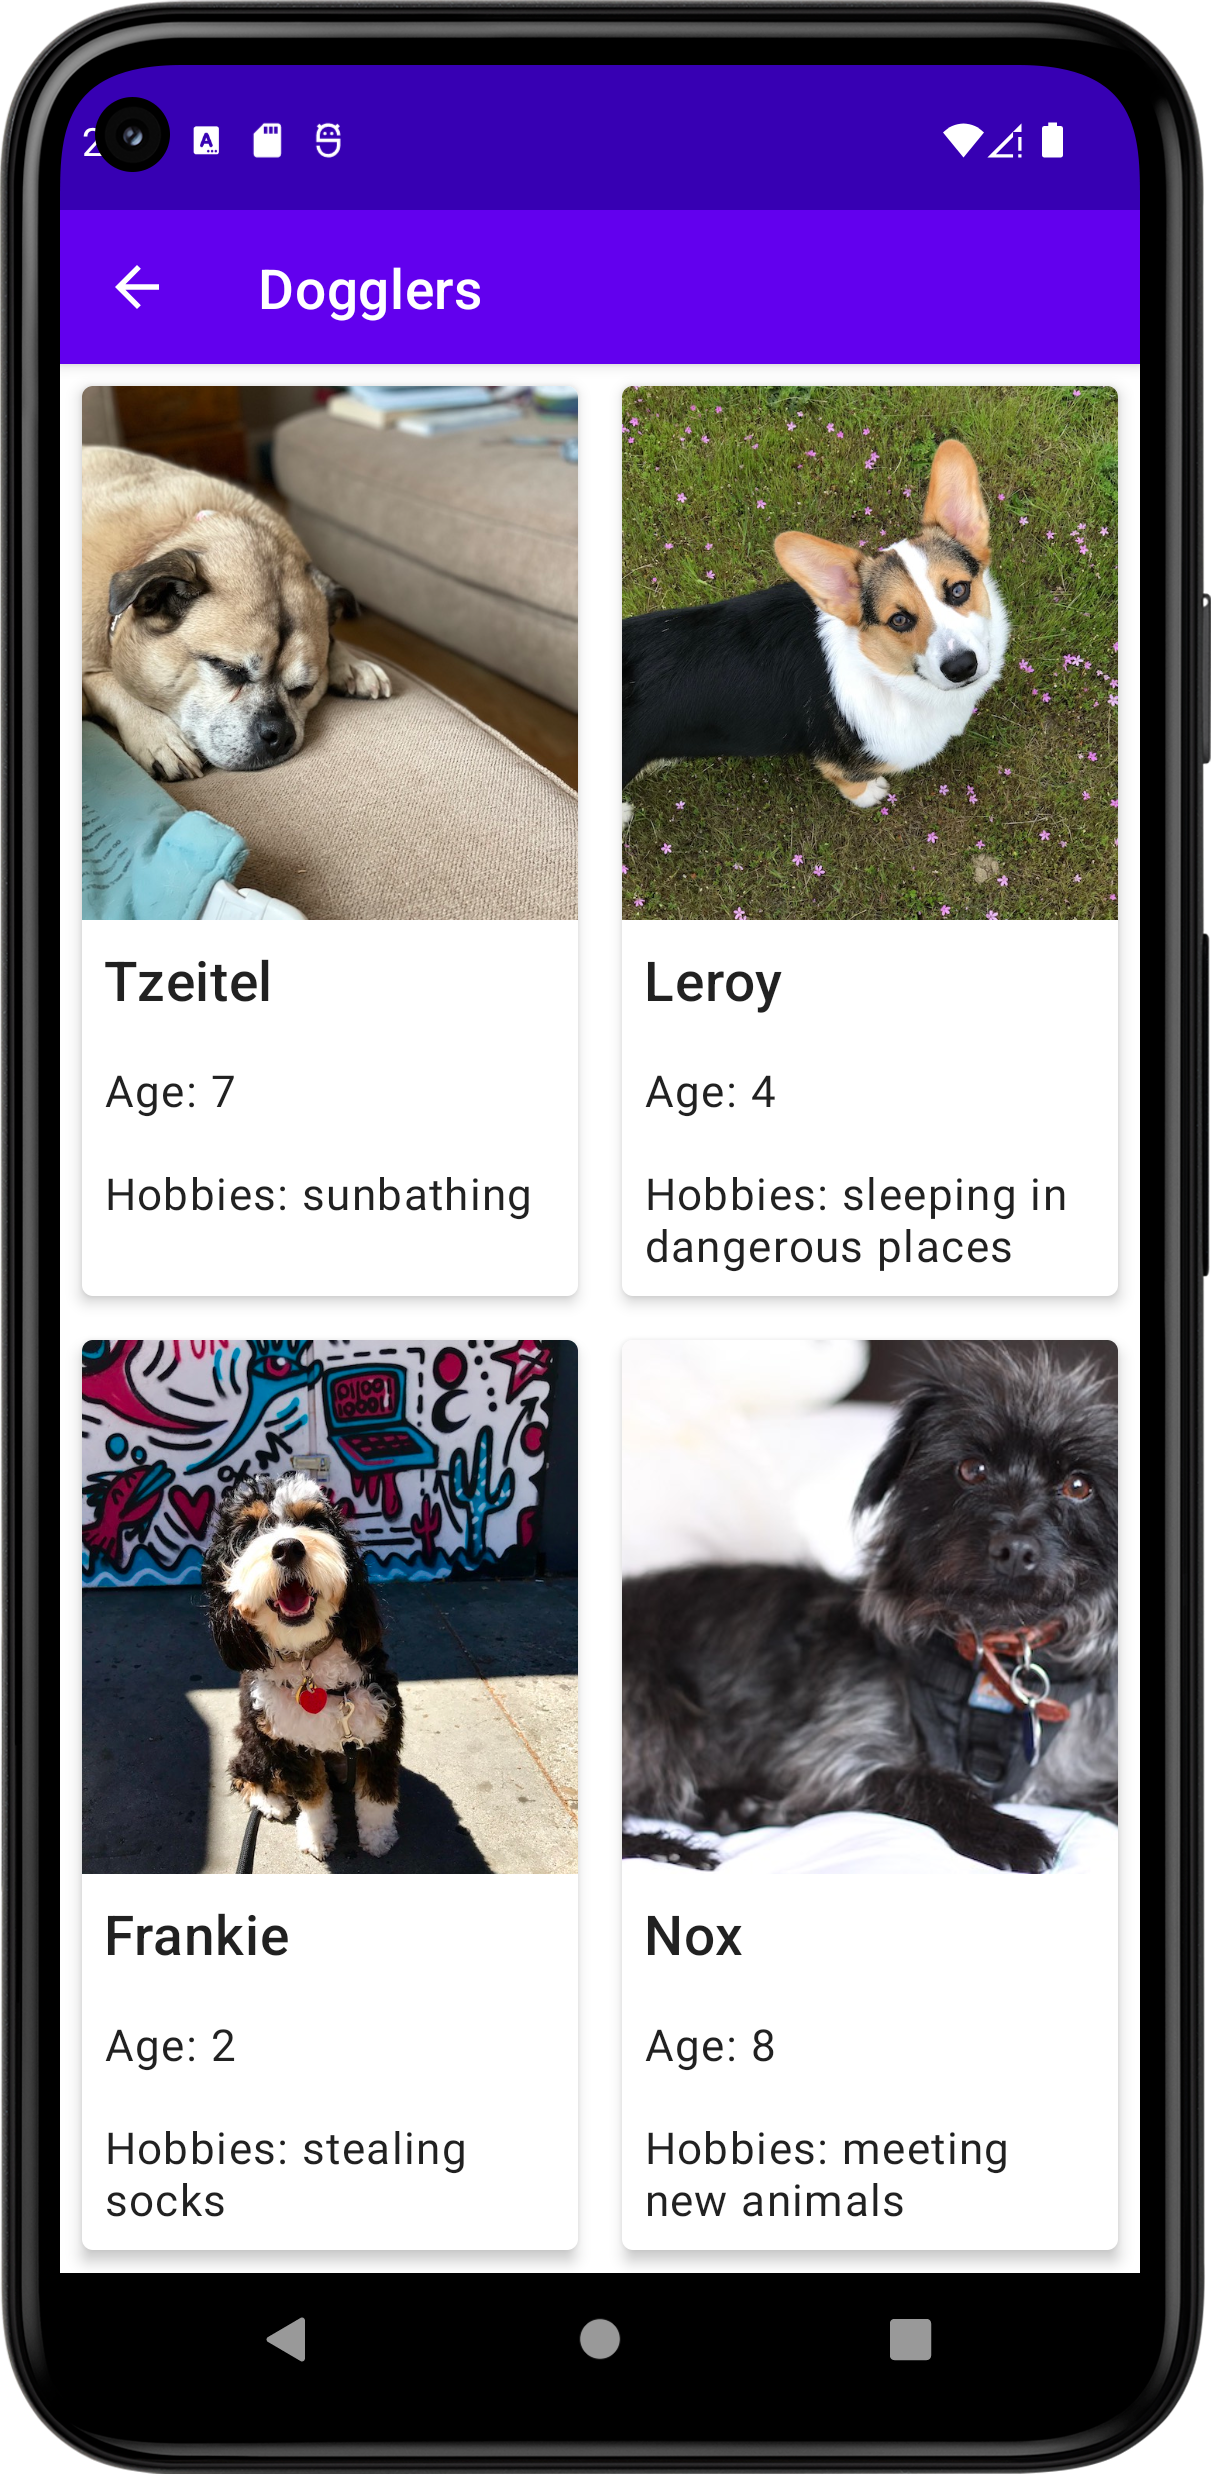 Dogglers
Tzeitel
Age: 7
Hobbies: sunbathing
Leroy
Age: 4
Hobbies: sleeping in
dangerous places
Frankie
Age: 2
Hobbies: stealing
socks
Nox
Age: 8
Hobbies: meeting
new animals